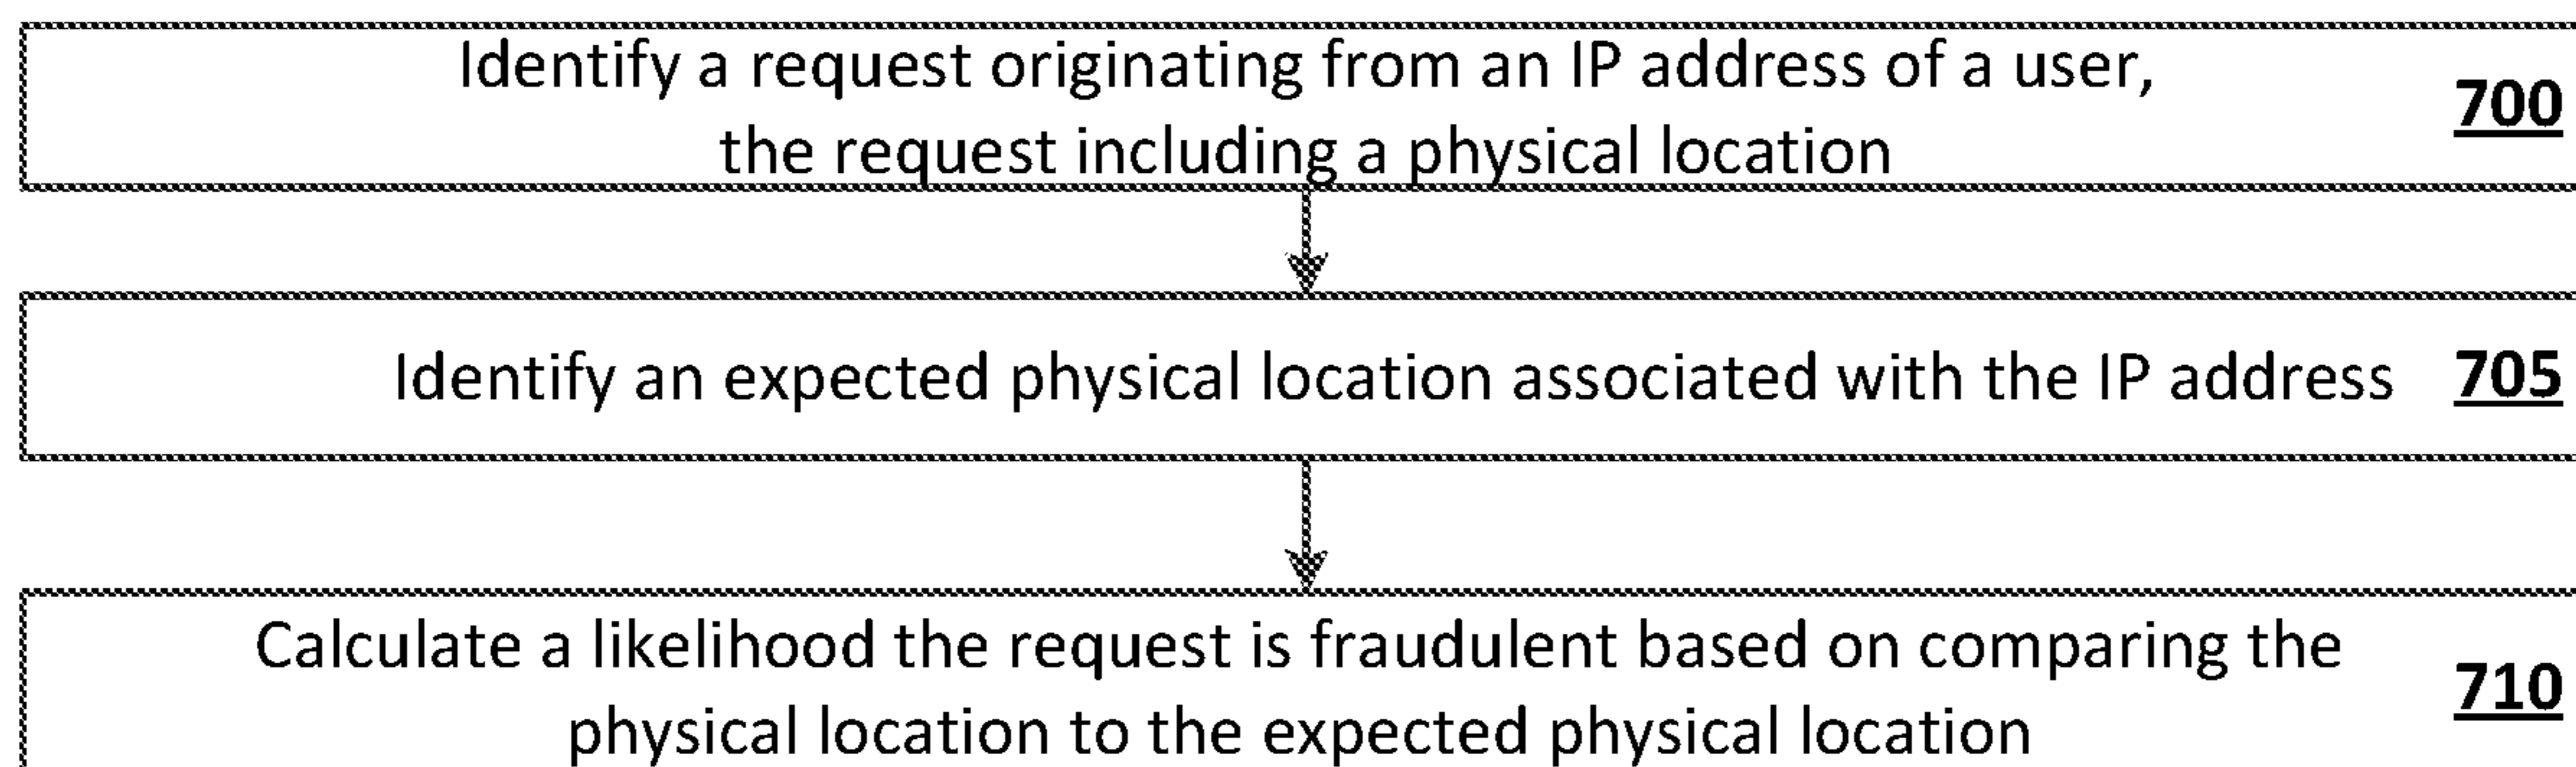 Identify a request originating from an IP address of a user,
the request including a physical location
700
Identify an expected physical location associated with the IP address 705
Calculate a likelihood the request is fraudulent based on comparing the
physical location to the expected physical location
710